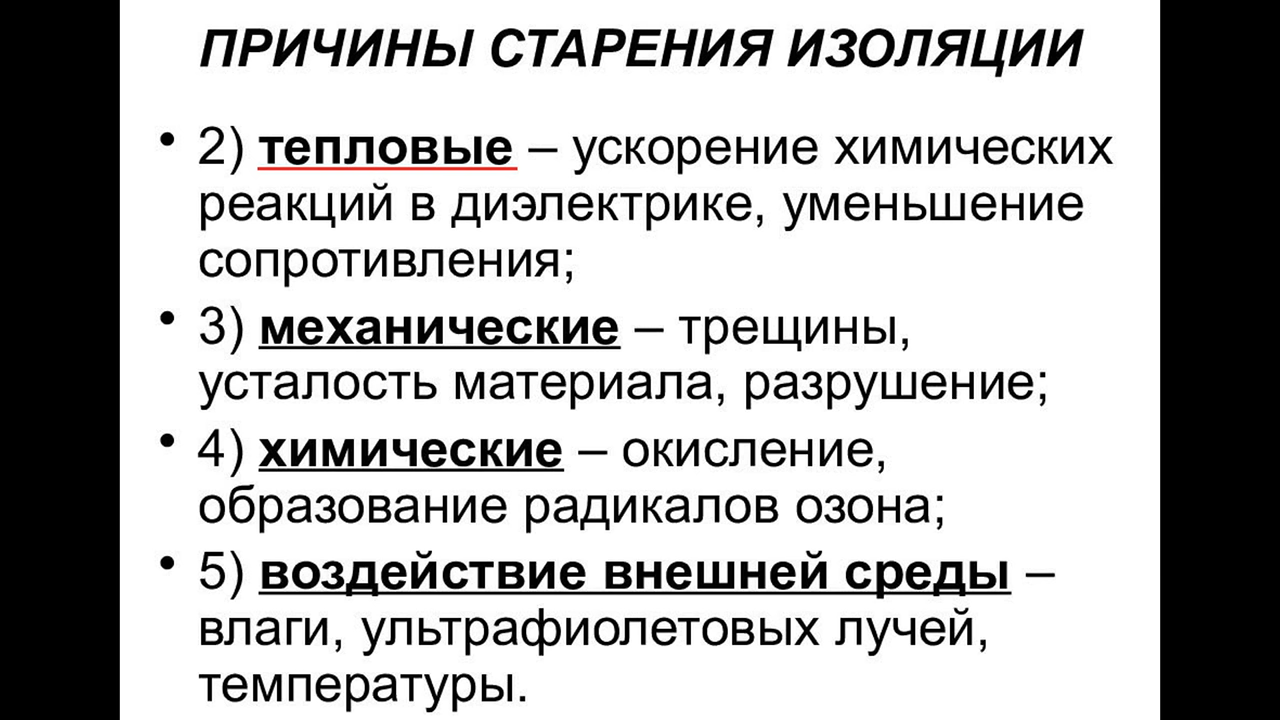 ПРИЧИНЫ СТАРЕНИЯ ИЗОЛЯЦИИ
• 2) тепловые – ускорение химических
реакций в диэлектрике, уменьшение
сопротивления;
• 3) механические – трещины,
усталость материала, разрушение;
• 4) химические – окисление,
образование радикалов озона;
• 5) воздействие внешней среды –
влаги, ультрафиолетовых лучей,
температуры.